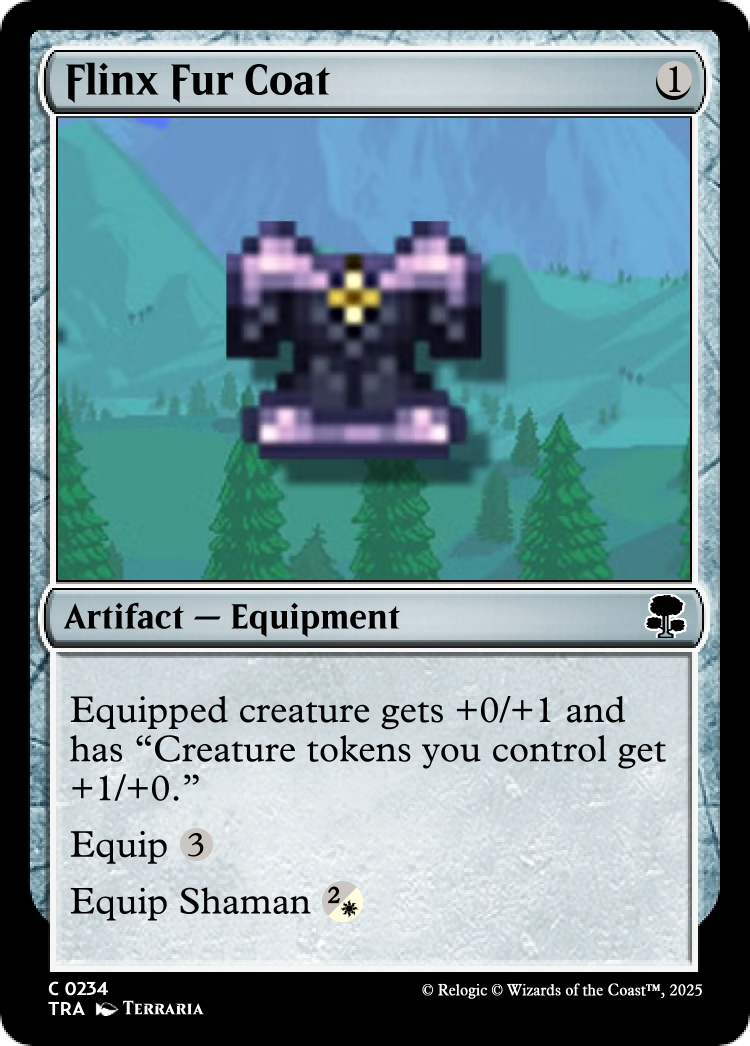 Flinx Fur Coat 1
Artifact — Equipment
Equipped creature gets +0/+1 and
has “Creature tokens you control get
+1/+0.”
Equip 3
Equip Shaman 2
C 0234
TRA TERRARIA
© Relogic © Wizards of the Coast™, 2025